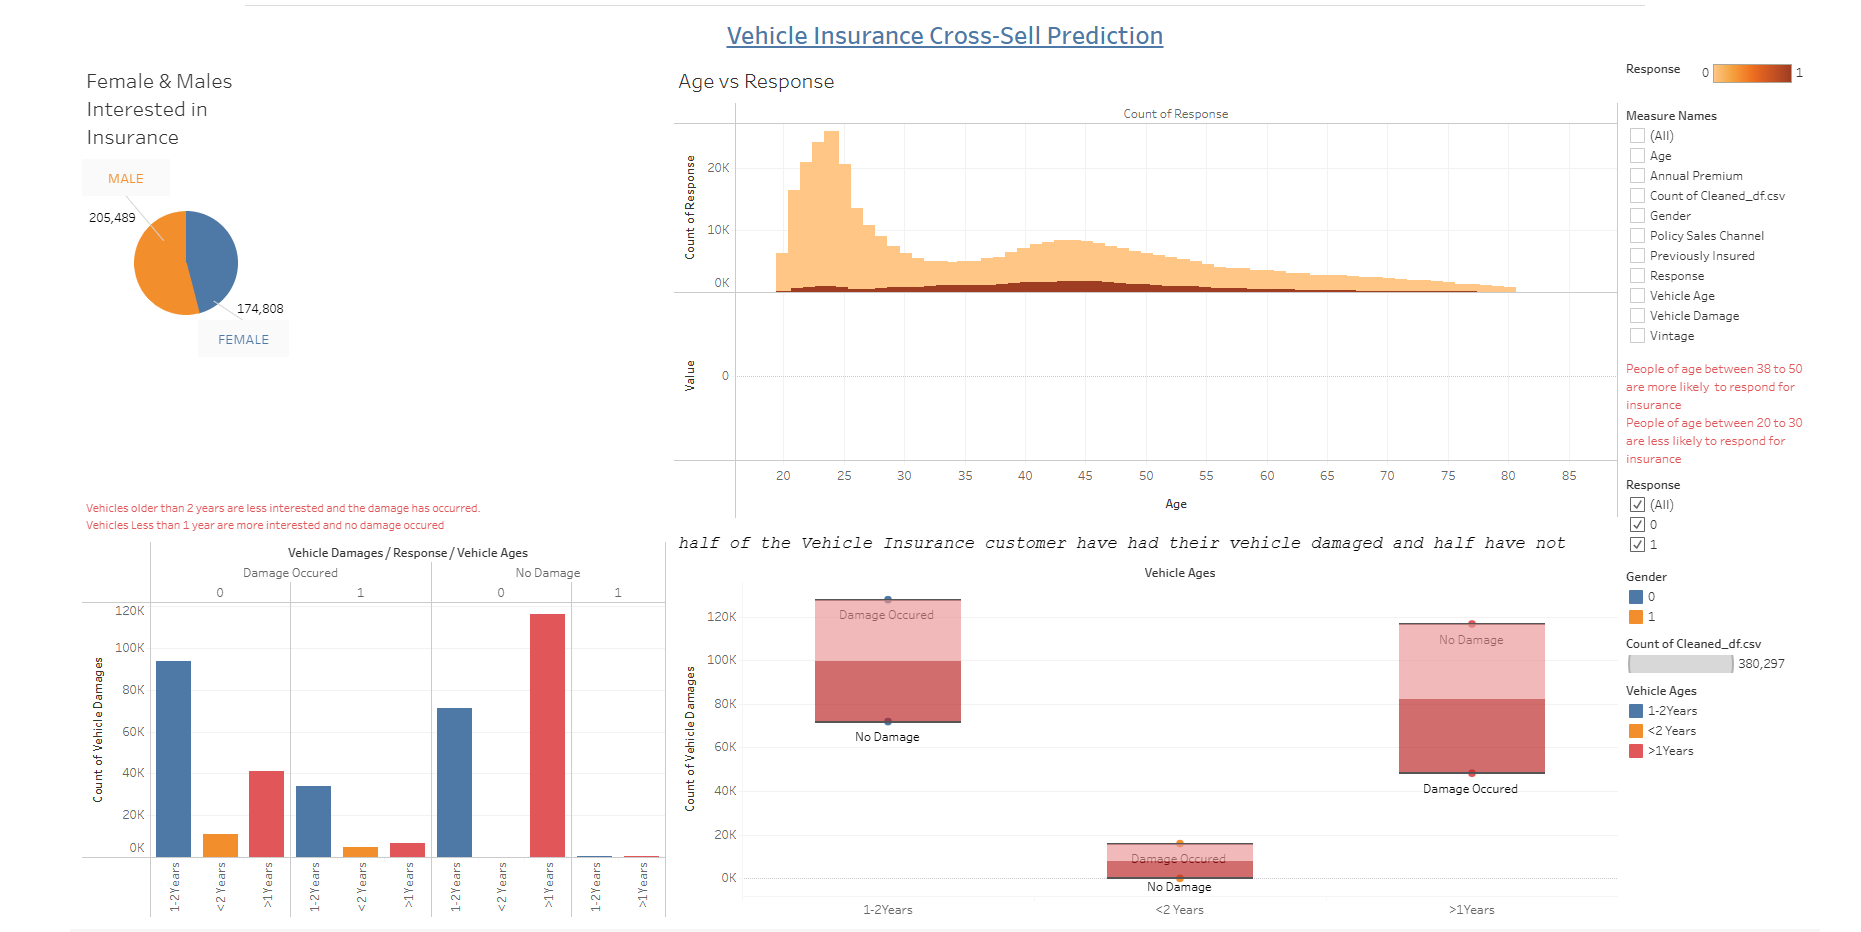 Vehicle Insurance Cross-Sell Prediction
Female & Males
Interested in
Insurance
MALE
205,489
174,808
FEMALE
Age vs Response
Count of Response
Count of Response
20K
10K
0K
Value
0
20 25 30 35 40 45 50 55 60 65 70 75 80 85
Age
Response 0 1
Measure Names
(All)
Age
Annual Premium
Count of Cleaned_df.csv
Gender
Policy Sales Channel
Previously Insured
Response
Vehicle Age
Vehicle Damage
Vintage
People of age between 38 to 50
are more likely to respond for
insurance
People of age between 20 to 30
are less likely to respond for
insurance
Response
(All)
0
1
Gender
0
1
Count of Cleaned_df.csv
380,297
Vehicle Ages
1-2Years
<2 Years
>1Years
Vehicles older than 2 years are less interested and the damage has occurred.
Vehicles Less than 1 year are more interested and no damage occured
Vehicle Damages / Response / Vehicle Ages
Damage Occured No Damage
0 1 0 1
Count of Vehicle Damages
120K
100K
80K
60K
40K
20K
0K
1-2Years <2 Years >1Years 1-2Years <2 Years >1Years 1-2Years <2 Years >1Years 1-2Years >1Years
half of the Vehicle Insurance customer have had their vehicle damaged and half have not
Vehicle Ages
Count of Vehicle Damages
120K
100K
80K
60K
40K
20K
0K
Damage Occured
No Damage
Damage Occured
No Damage
No Damage
Damage Occured
1-2Years <2 Years >1Years